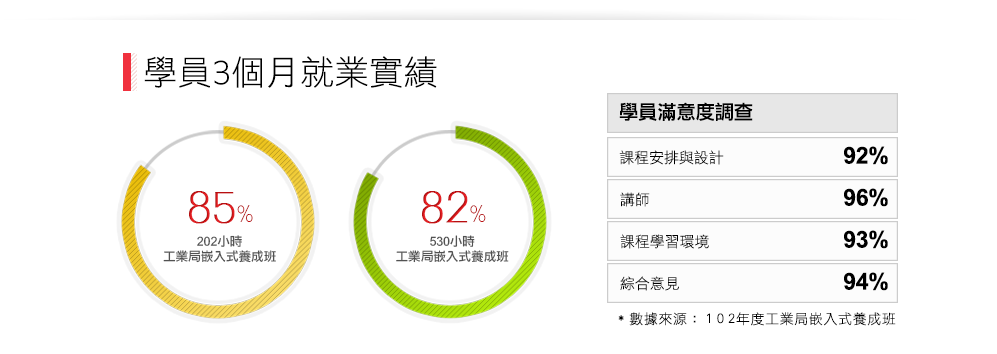 學員3個月就業實績
85%
202小時
工業局嵌入式養成班
82%
530小時
工業局嵌入式養成班
學員滿意度調查
課程安排與設計 92%
講師 96%
課程學習環境 93%
綜合意見 94%
* 數據來源：102年度工業局嵌入式養成班